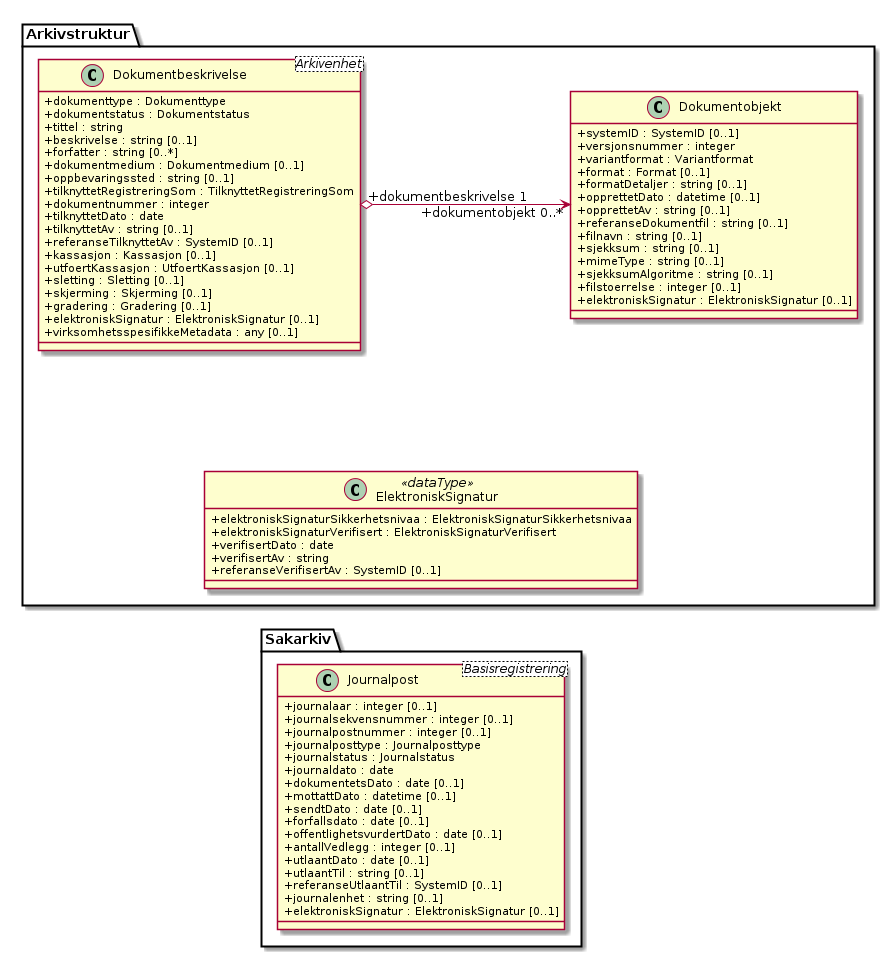 Arkivstruktur
C Dokumentbeskrivelse
Arkivenhet
+dokumenttype : Dokumenttype
+dokumentstatus : Dokumentstatus
+tittel : string
+beskrivelse : string [0..1]
+forfatter : string [0..*]
+dokumentmedium : Dokumentmedium [0..1]
+oppbevaringssted : string [0..1]
+tilknyttetRegistreringSom : TilknyttetRegistreringSom
+dokumentnummer : integer
+tilknyttetDato : date
+tilknyttetAv : string [0..1]
+referanseTilknyttetAv : SystemID [0..1]
+kassasjon : Kassasjon [0..1]
+utfoertKassasjon : UtfoertKassasjon [0..1]
+sletting : Sletting [0..1]
+skjerming : Skjerming [0..1]
+gradering : Gradering [0..1]
+elektroniskSignatur : ElektroniskSignatur [0..1]
+virksomhetsspesifikkeMetadata : any [0..1]
+dokumentbeskrivelse 1
+dokumentobjekt 0..*
C Dokumentobjekt
+systemID : SystemID [0..1]
+versjonsnummer : integer
+variantformat : Variantformat
+format : Format [0..1]
+formatDetaljer : string [0..1]
+opprettetDato : datetime [0..1]
+opprettetAv : string [0..1]
+referanseDokumentfil : string [0..1]
+filnavn : string [0..1]
+sjekksum : string [0..1]
+mimeType : string [0..1]
+sjekksumAlgoritme : string [0..1]
+filstoerrelse : integer [0..1]
+elektroniskSignatur : ElektroniskSignatur [0..1]
«dataType»
C ElektroniskSignatur
+elektroniskSignaturSikkerhetsnivaa : ElektroniskSignaturSikkerhetsnivaa
+elektroniskSignaturVerifisert : ElektroniskSignaturVerifisert
+verifisertDato : date
+verifisertAv : string
+referanseVerifisertAv : SystemID [0..1]
Sakarkiv
C Journalpost
Basisregistrering
+journalaar : integer [0..1]
+journalsekvensnummer : integer [0..1]
+journalpostnummer : integer [0..1]
+journalposttype : Journalposttype
+journalstatus : Journalstatus
+journaldato : date
+dokumentetsDato : date [0..1]
+mottattDato : datetime [0..1]
+sendtDato : date [0..1]
+forfallsdato : date [0..1]
+offentlighetsvurdertDato : date [0..1]
+antallVedlegg : integer [0..1]
+utlaantDato : date [0..1]
+utlaantTil : string [0..1]
+referanseUtlaantTil : SystemID [0..1]
+journalenhet : string [0..1]
+elektroniskSignatur : ElektroniskSignatur [0..1]